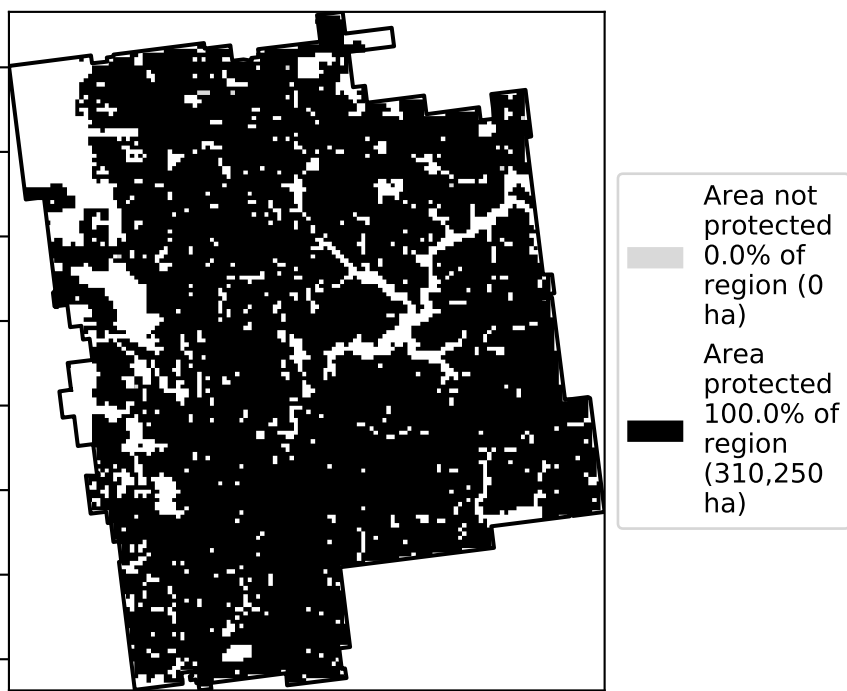 Area not
protected
0.0% of
region (0
ha)
Area
protected
100.0% of
region
(310,250
ha)